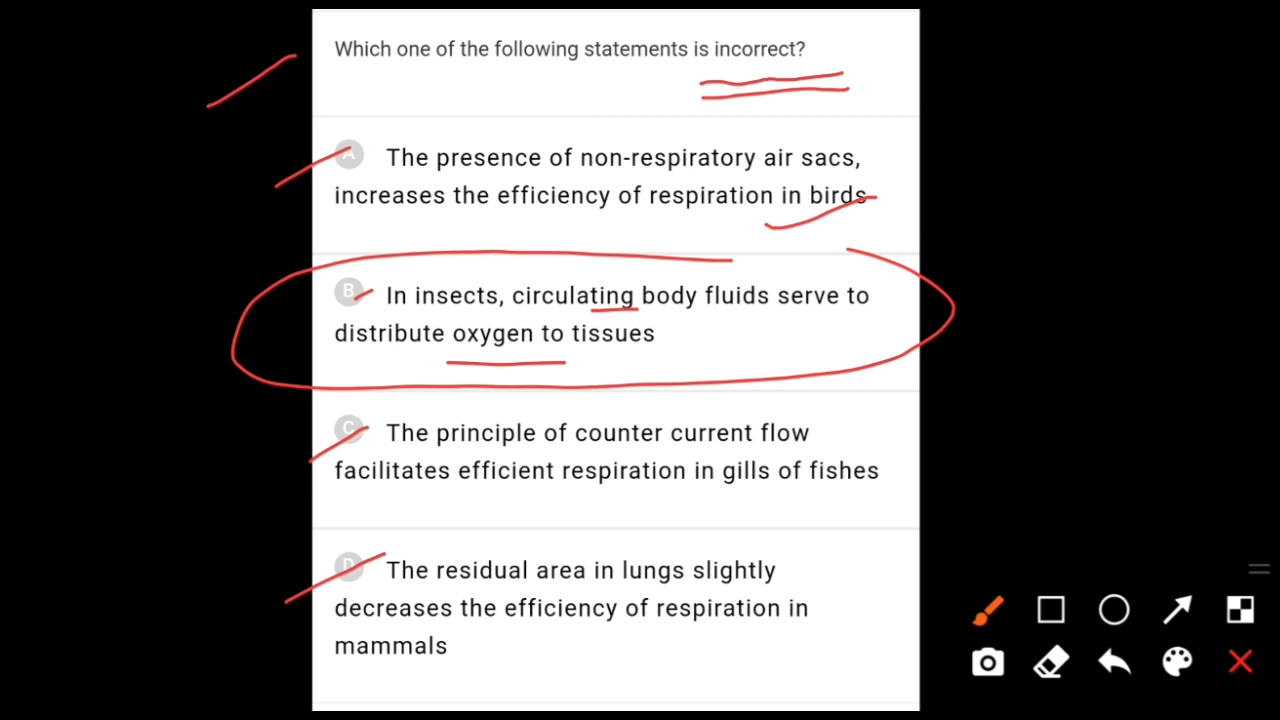 Which one of the following statements is incorrect?
A The presence of non-respiratory air sacs,
increases the efficiency of respiration in birds
B In insects, circulating body fluids serve to
distribute oxygen to tissues
C The principle of counter current flow
facilitates efficient respiration in gills of fishes
D The residual area in lungs slightly
decreases the efficiency of respiration in
mammals